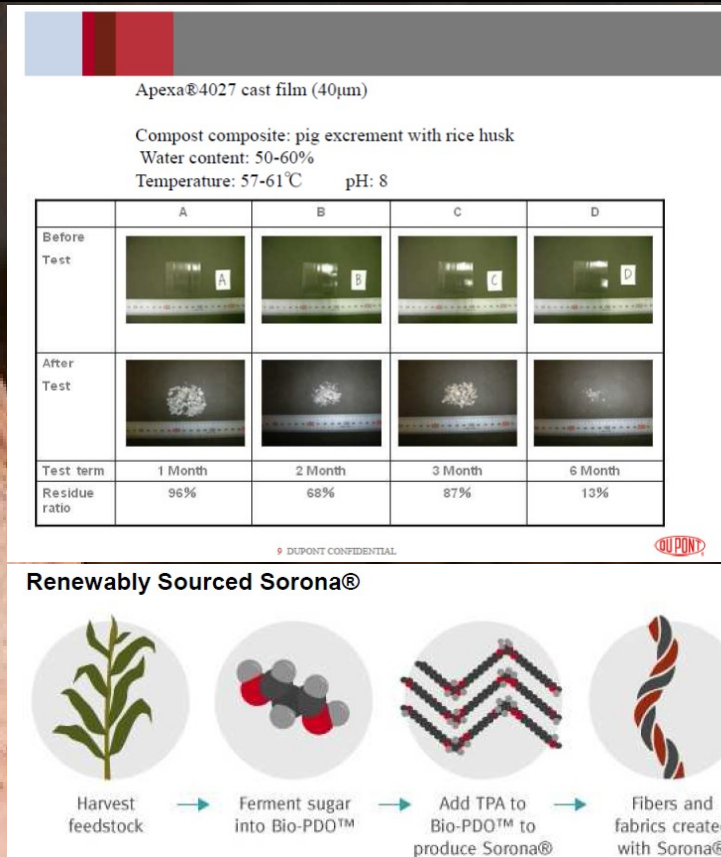 Apexa®4027 cast film (40μm)
Compost composite: pig excrement with rice husk
Water content: 50-60%
Temperature: 57-61℃ pH: 8
A B C D
Before
Test
A B C D
After
Test
Test term 1 Month 2 Month 3 Month 6 Month
Residue
ratio 96% 68% 87% 13%
9 DUPONT CONFIDENTIAL
DU PONT
Renewably Sourced Sorona®
Harvest
feedstock
Ferment sugar
into Bio-PDO™
Add TPA to
Bio-PDO™ to
produce Sorona®
Fibers and
fabrics create
with Sorona®